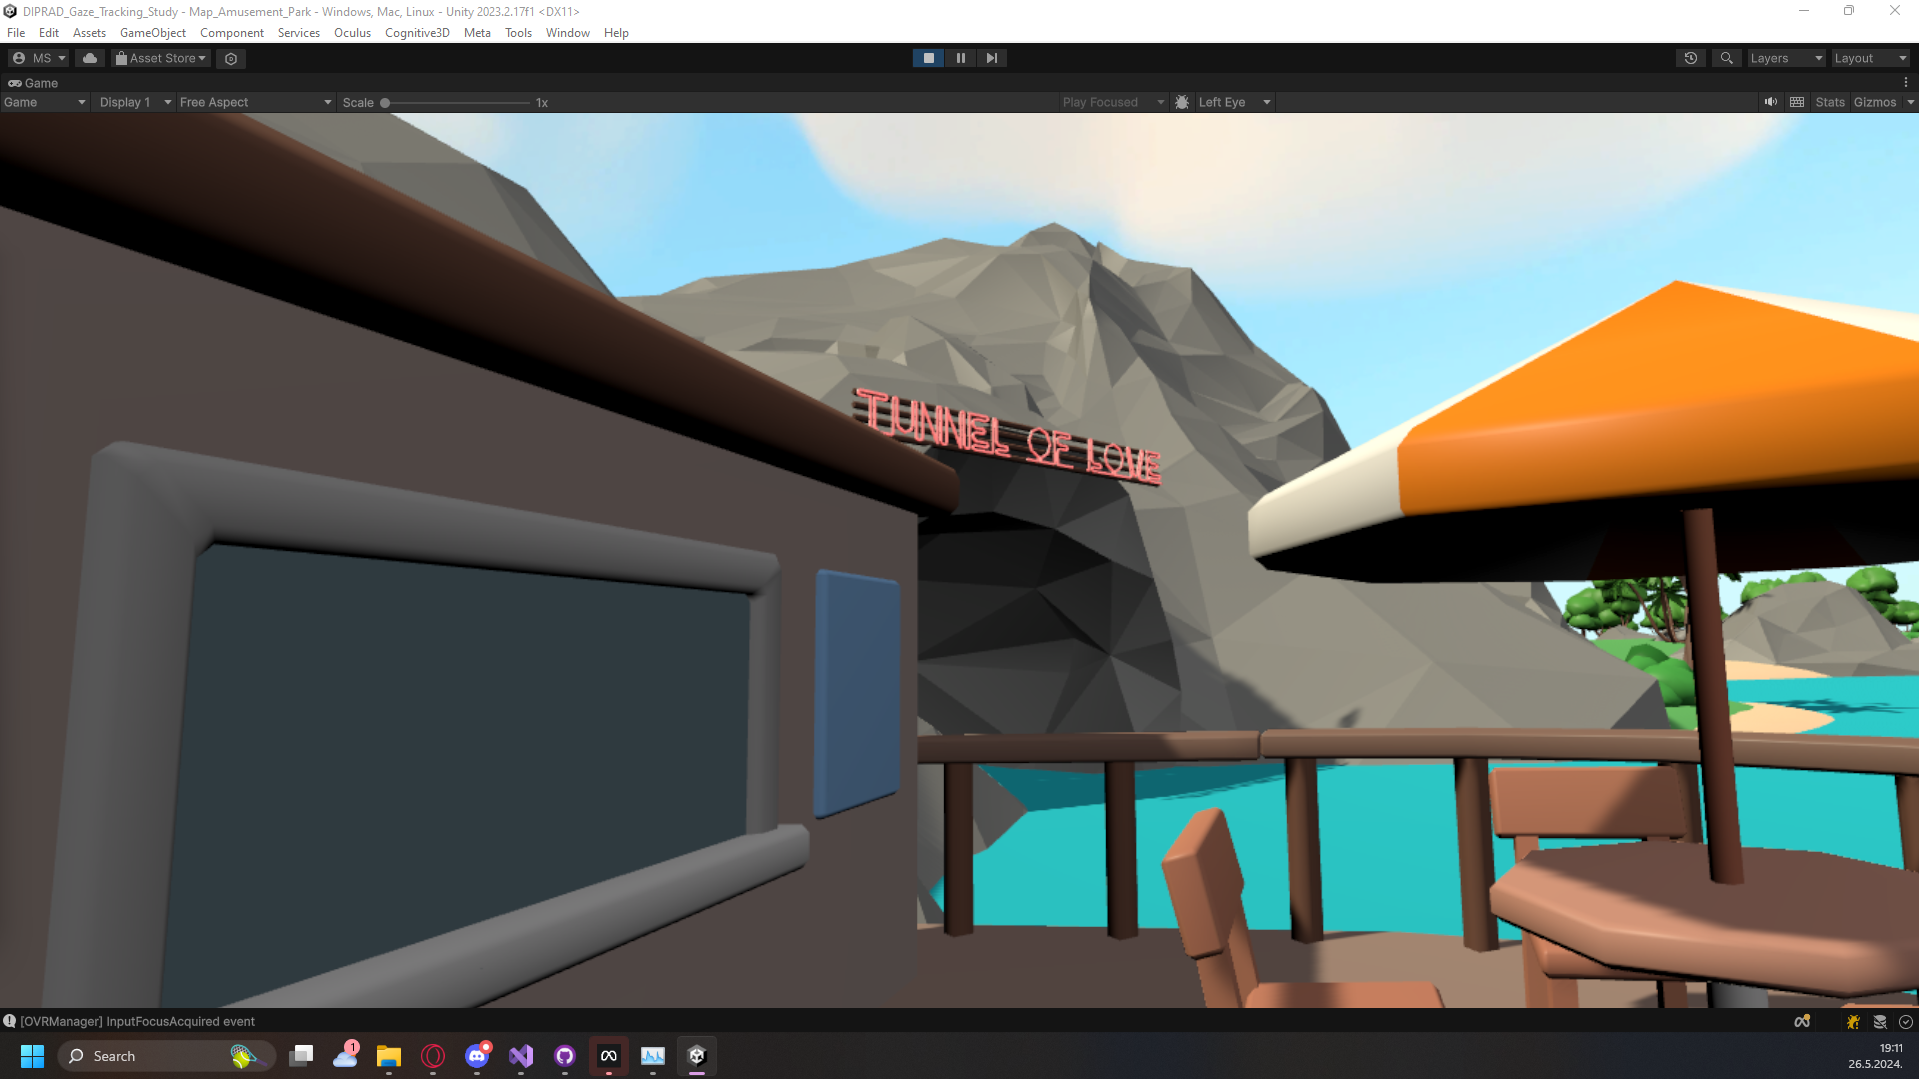 DIPRAD_Gaze_Tracking_Study - Map_Amusement_Park - Windows, Mac, Linux - Unity 2023.2.17f1 <DX11>
File Edit Assets GameObject Component Services Oculus Cognitive3D Meta Tools Window Help
MS Asset Store Layers Layout
Game
Game Display 1 Free Aspect Scale 1x Play Focused Left Eye Stats Gizmos
TUNNEL OF LOVE
[OVRManager] InputFocusAcquired event
Search 1 19:11
26.5.2024.